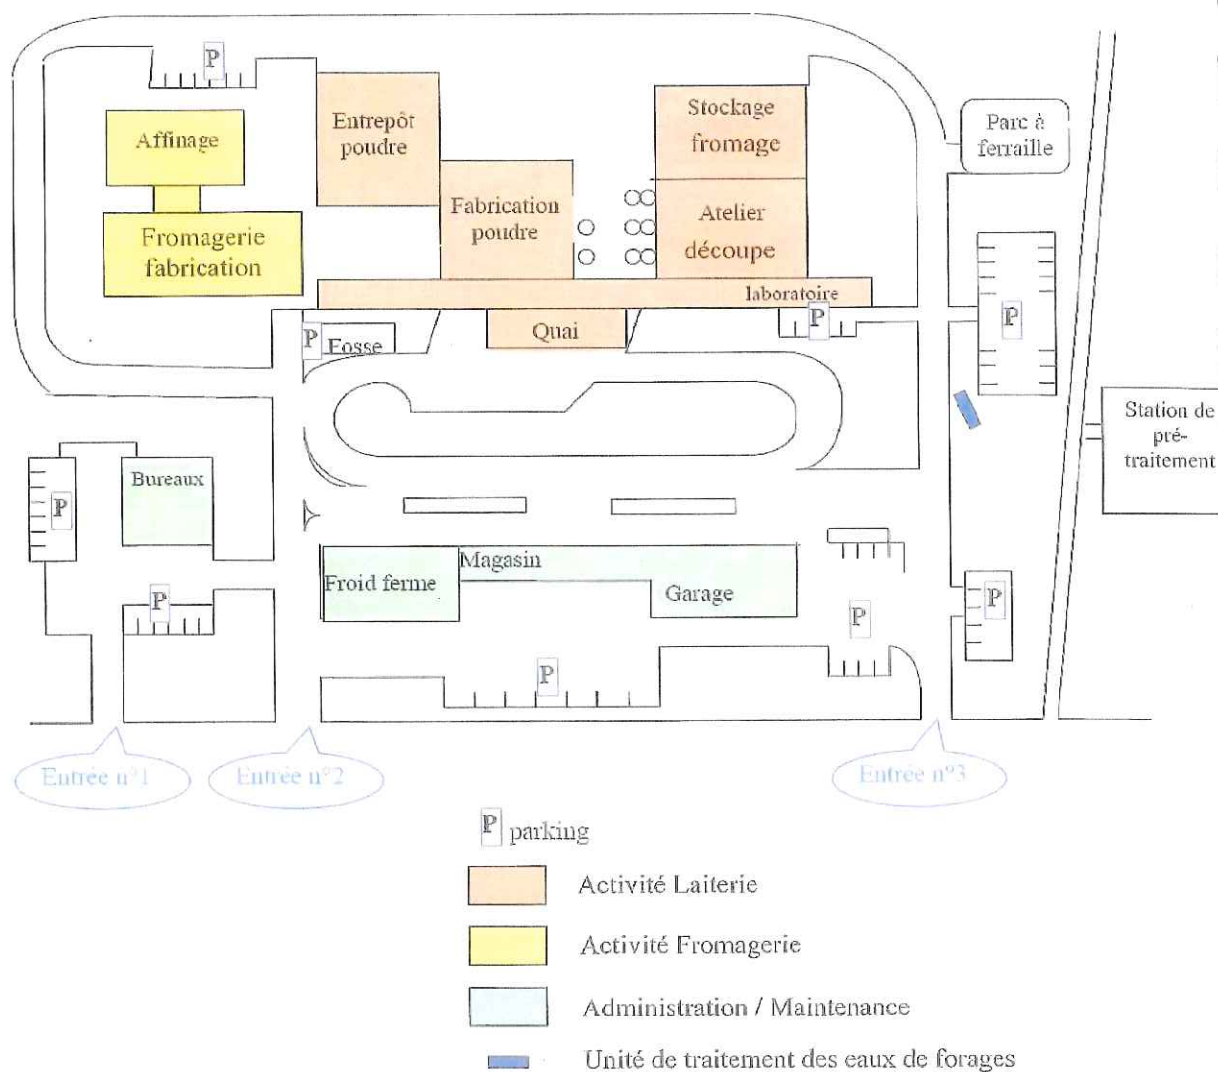 P
Affinage
Entrepôt
poudre
Stockage
fromage
Parc à
ferraille
Fromagerie
fabrication
Fabrication
poudre
Atelier
découpe
laboratoire
P
P
P
Fosse
Quai
Station de
pré-
traitement
Bureaux
P
Magasin
Froid ferme
Garage
P
P
P
P
Entrée n°1
Entrée n°2
Entrée n°3
P parking
Activité Laiterie
Activité Fromagerie
Administration / Maintenance
Unité de traitement des eaux de forages